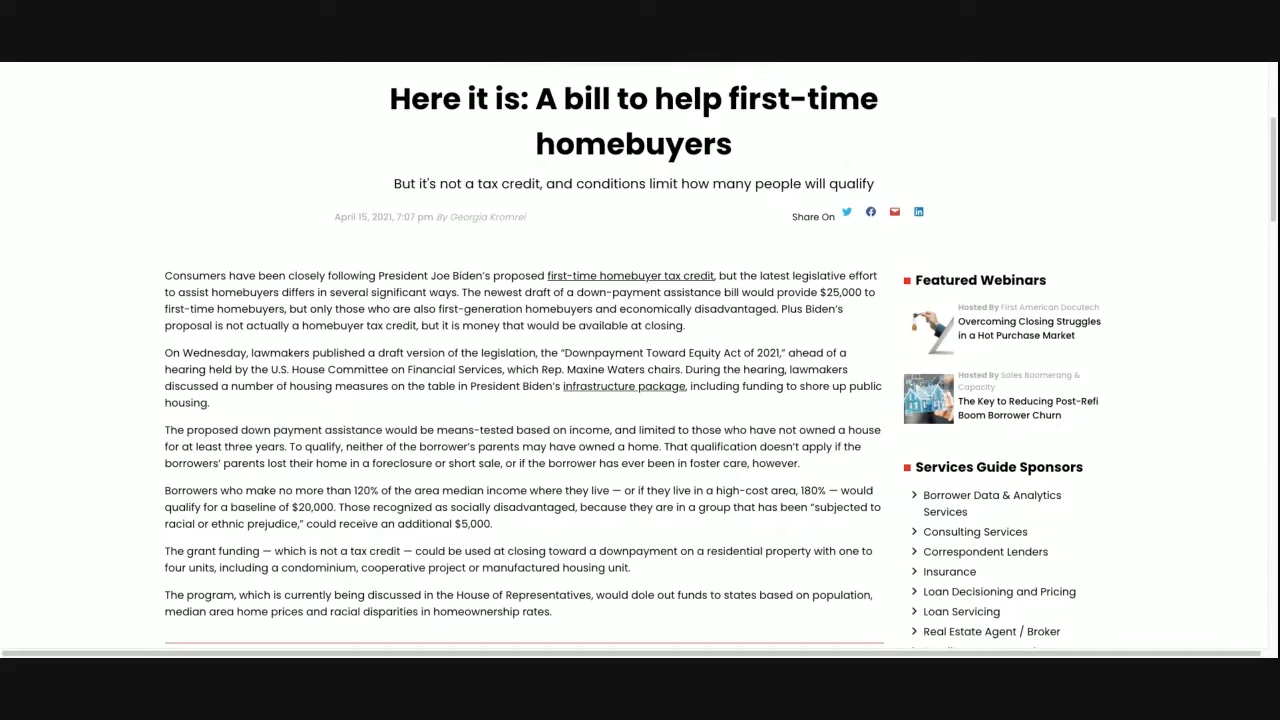 Here it is: A bill to help first-time
homebuyers
But it's not a tax credit, and conditions limit how many people will qualify
April 15, 2021, 7:07 pm By Georgia Kromrei
Share On
Consumers have been closely following President Joe Biden's proposed first-time homebuyer tax credit, but the latest legislative effort
to assist homebuyers differs in several significant ways. The newest draft of a down-payment assistance bill would provide $25,000 to
first-time homebuyers, but only those who are also first-generation homebuyers and economically disadvantaged. Plus Biden's
proposal is not actually a homebuyer tax credit, but it is money that would be available at closing.
On Wednesday, lawmakers published a draft version of the legislation, the “Downpayment Toward Equity Act of 2021,” ahead of a
hearing held by the U.S. House Committee on Financial Services, which Rep. Maxine Waters chairs. During the hearing, lawmakers
discussed a number of housing measures on the table in President Biden's infrastructure package, including funding to shore up public
housing.
The proposed down payment assistance would be means-tested based on income, and limited to those who have not owned a house
for at least three years. To qualify, neither of the borrower's parents may have owned a home. That qualification doesn't apply if the
borrowers' parents lost their home in a foreclosure or short sale, or if the borrower has ever been in foster care, however.
Borrowers who make no more than 120% of the area median income where they live — or if they live in a high-cost area, 180% — would
qualify for a baseline of $20,000. Those recognized as socially disadvantaged, because they are in a group that has been “subjected to
racial or ethnic prejudice,” could receive an additional $5,000.
The grant funding — which is not a tax credit — could be used at closing toward a downpayment on a residential property with one to
four units, including a condominium, cooperative project or manufactured housing unit.
The program, which is currently being discussed in the House of Representatives, would dole out funds to states based on population,
median area home prices and racial disparities in homeownership rates.
Featured Webinars
Hosted By First American Docutech
Overcoming Closing Struggles
in a Hot Purchase Market
Hosted By Sales Boomerang &
Capacity
The Key to Reducing Post-Refi
Boom Borrower Churn
Services Guide Sponsors
Borrower Data & Analytics
Services
Consulting Services
Correspondent Lenders
Insurance
Loan Decisioning and Pricing
Loan Servicing
Real Estate Agent / Broker